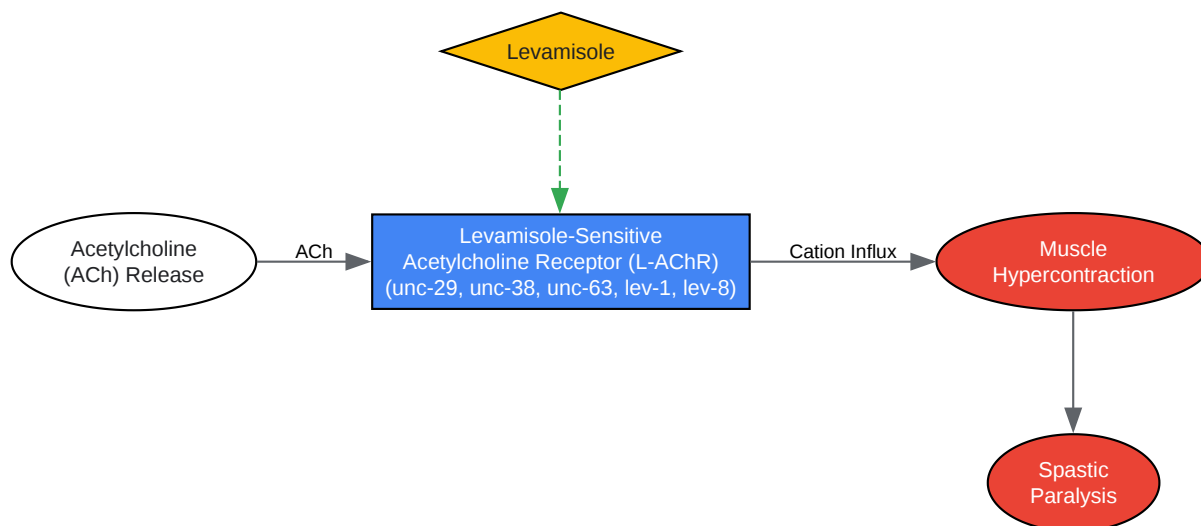 Levamisole
Acetylcholine
(ACh) Release
ACh
Levamisole-Sensitive
Acetylcholine Receptor (L-AChR)
(unc-29, unc-38, unc-63, lev-1, lev-8)
Cation Influx
Muscle
Hypercontraction
Spastic
Paralysis